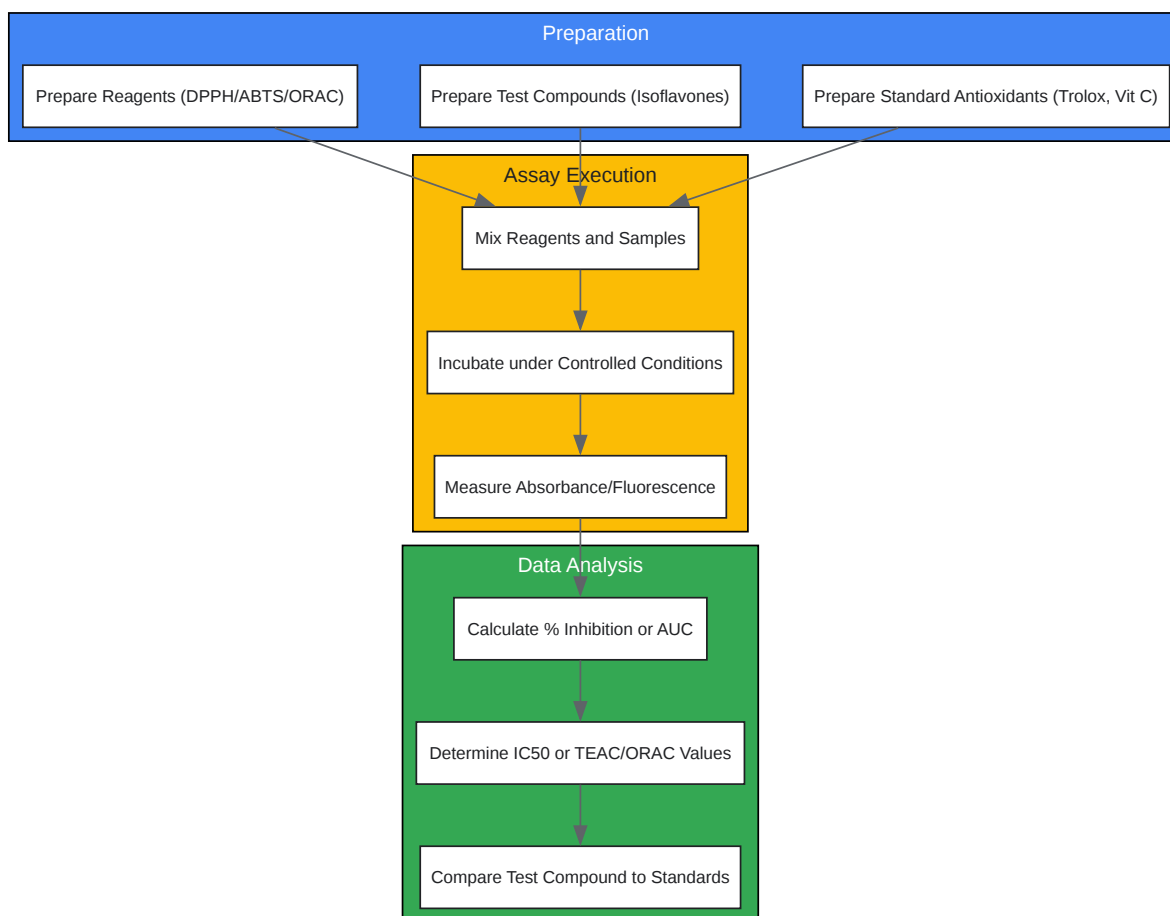 Preparation
Prepare Reagents (DPPH/ABTS/ORAC)
Prepare Test Compounds (Isoflavones)
Prepare Standard Antioxidants (Trolox, Vit C)
Assay Execution
Mix Reagents and Samples
Incubate under Controlled Conditions
Measure Absorbance/Fluorescence
Data Analysis
Calculate % Inhibition or AUC
Determine IC50 or TEAC/ORAC Values
Compare Test Compound to Standards